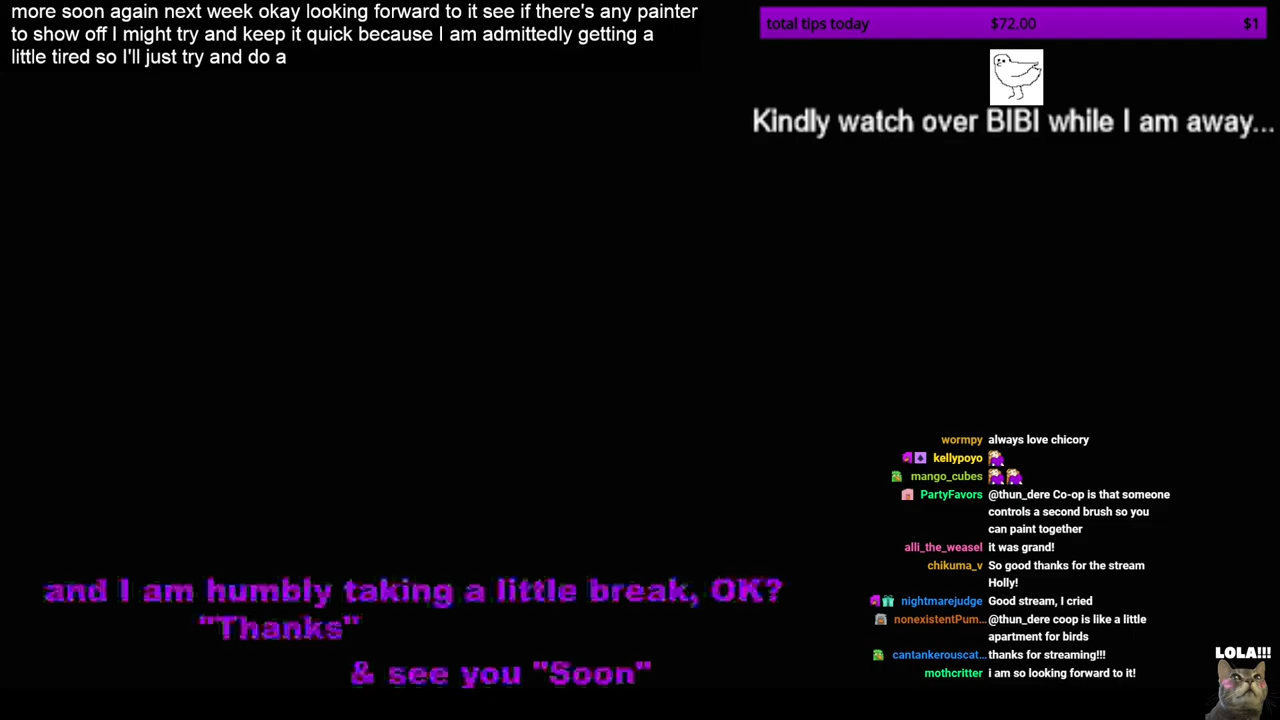 more soon again next week okay looking forward to it see if there's any painter
to show off I might try and keep it quick because I am admittedly getting a
little tired so I'll just try and do a
total tips today $72.00 $1
Kindly watch over BIBI while I am away...
wormpy always love chicory
kellypoyo
mango_cubes
PartyFavors @thun_dere Co-op is that someone
controls a second brush so you
can paint together
alli_the_weasel it was grand!
chikuma_v So good thanks for the stream
Holly!
nightmarejudge Good stream, I cried
nonexistentPum... @thun_dere coop is like a little
apartment for birds
cantankerouscat... thanks for streaming!!!
mothcritter i am so looking forward to it!
and I am humbly taking a little break, OK?
"Thanks"
& see you "Soon"
LOLA!!!